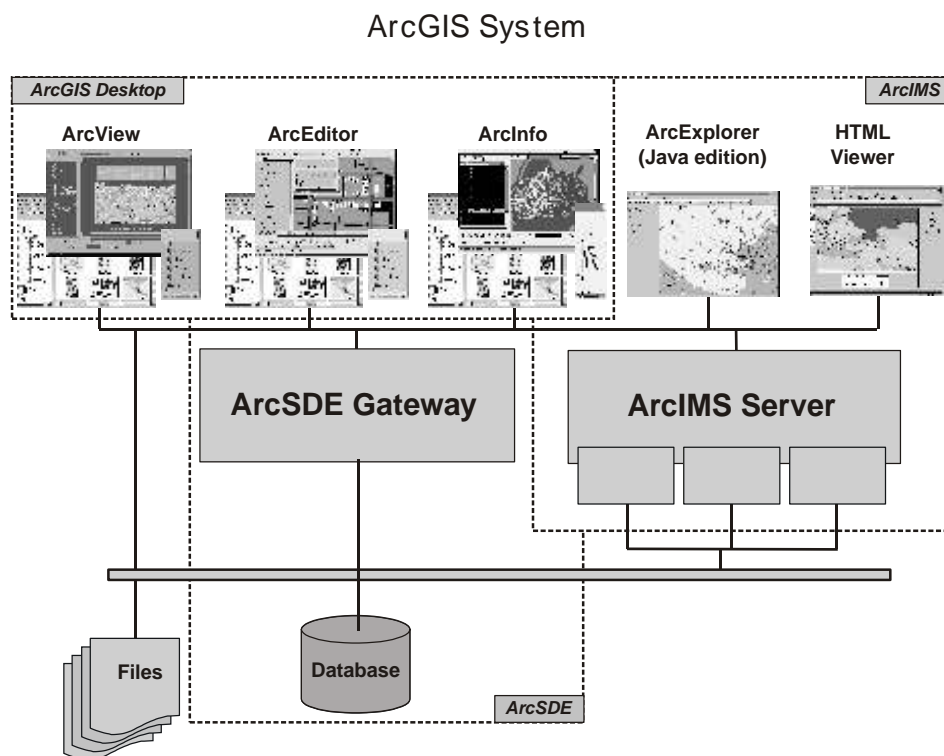 ArcGIS System
ArcGIS Desktop
ArcIMS
ArcView
ArcEditor
ArcInfo
ArcExplorer
(Java edition)
HTML
Viewer
ArcSDE Gateway
ArcIMS Server
Files
Database
ArcSDE